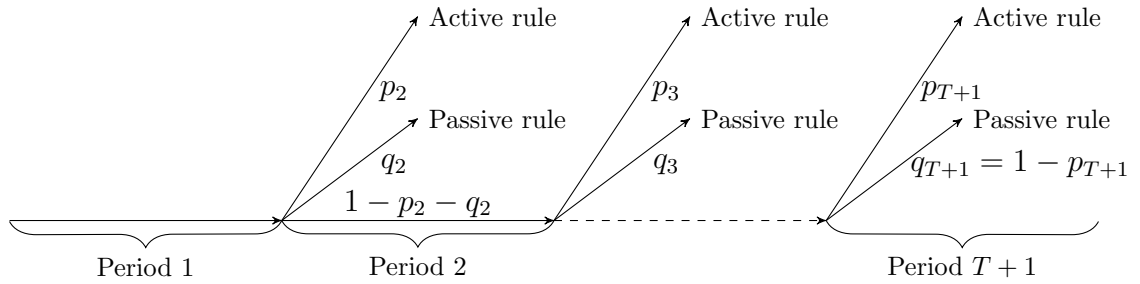 Active rule
Active rule
Active rule
p_2
p_3
p_{T+1}
Passive rule
Passive rule
Passive rule
q_2
q_3
q_{T+1} = 1 − p_{T+1}
1 − p_2 − q_2
Period 1
Period 2
Period T + 1